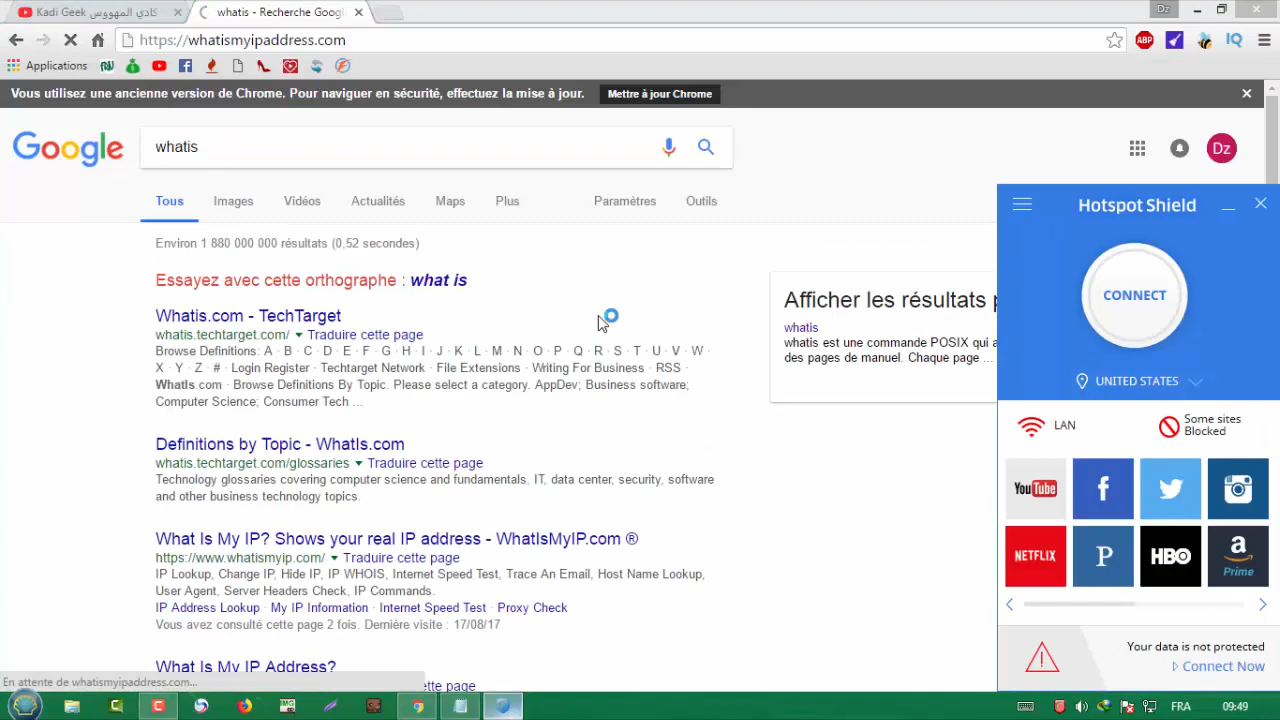 كادي المهووس Kadi Geek
whatis - Recherche Google
Dz
https://whatismyipaddress.com
ABP
IQ
Applications
Vous utilisez une ancienne version de Chrome. Pour naviguer en sécurité, effectuez la mise à jour.
Mettre à jour Chrome
Google
whatis
Dz
Tous Images Vidéos Actualités Maps Plus Paramètres Outils
Environ 1 880 000 000 résultats (0,52 secondes)
Essayez avec cette orthographe : what is
Whatis.com - TechTarget
whatis.techtarget.com/ Traduire cette page
Browse Definitions: A · B · C · D · E · F · G · H · I · J · K · L · M · N · O · P · Q · R · S · T · U · V · W ·
X · Y · Z · # · Login Register · Techtarget Network · File Extensions · Writing For Business · RSS ·
WhatIs.com · Browse Definitions By Topic. Please select a category. AppDev; Business software;
Computer Science; Consumer Tech ...
Definitions by Topic - WhatIs.com
whatis.techtarget.com/glossaries Traduire cette page
Technology glossaries covering computer science and fundamentals, IT, data center, security, software
and other business technology topics.
What Is My IP? Shows your real IP address - WhatIsMyIP.com ®
https://www.whatismyip.com/ Traduire cette page
IP Lookup, Change IP, Hide IP, IP WHOIS, Internet Speed Test, Trace An Email, Host Name Lookup,
User Agent, Server Headers Check, IP Commands.
IP Address Lookup · My IP Information · Internet Speed Test · Proxy Check
Vous avez consulté cette page 2 fois. Dernière visite : 17/08/17
What Is My IP Address?
ette page
En attente de whatismyipaddress.com...
Afficher les résultats
whatis
whatis est une commande POSIX qui a
des pages de manuel. Chaque page ...
Hotspot Shield
CONNECT
UNITED STATES
LAN
Some sites
Blocked
YouTube
f
NETFLIX
P
HBO
a
Prime
Your data is not protected
Connect Now
IMG
FRA
09:49